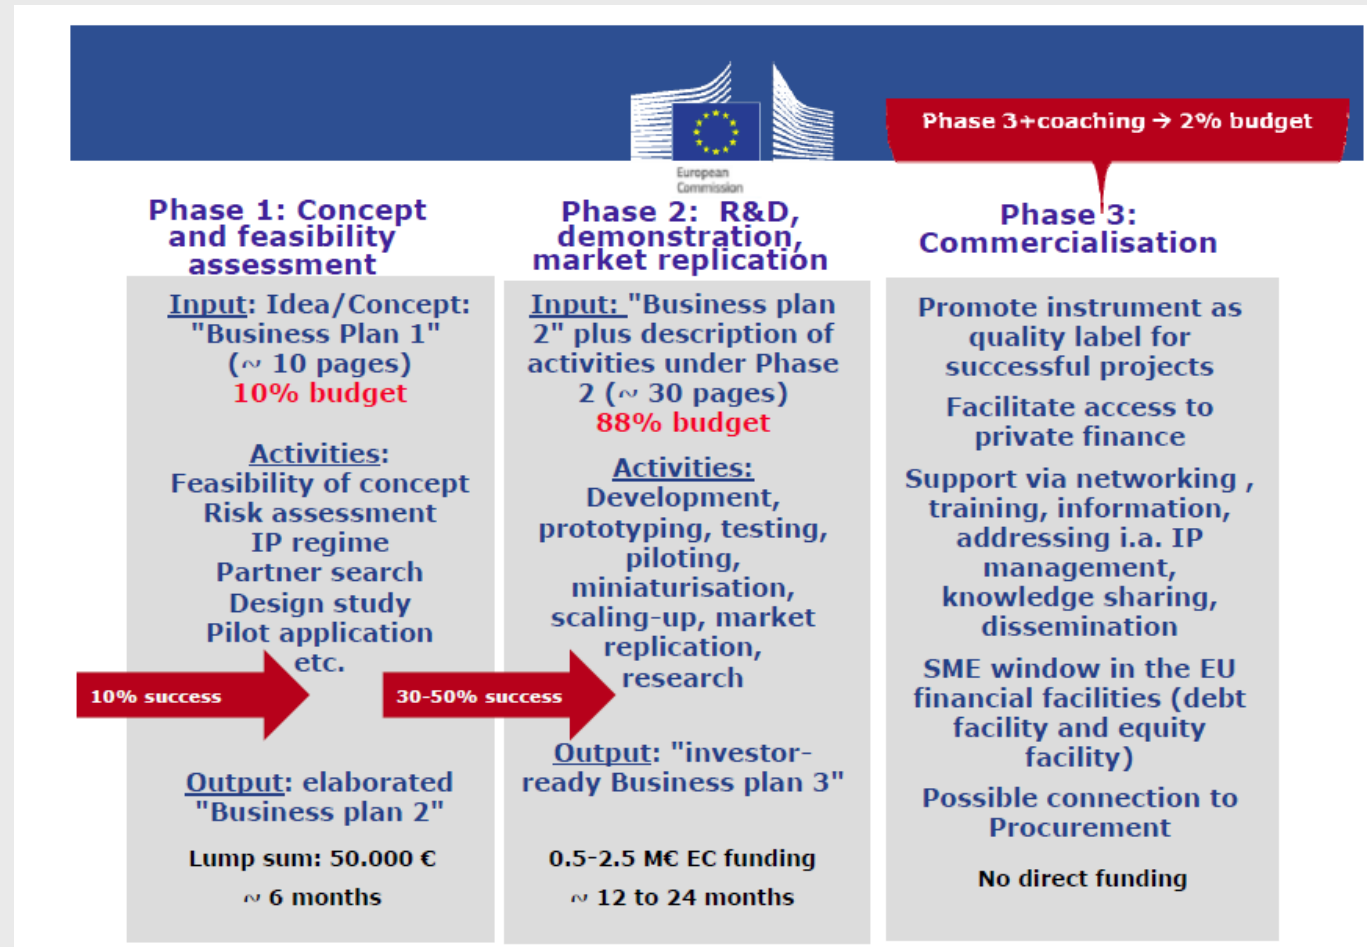 Phase 3+coaching → 2% budget
European
Commission
Phase 1: Concept
and feasibility
assessment
Input: Idea/Concept:
"Business Plan 1"
(~ 10 pages)
10% budget
Activities:
Feasibility of concept
Risk assessment
IP regime
Partner search
Design study
Pilot application
etc.
10% success
Output: elaborated
"Business plan 2"
Lump sum: 50.000 €
~ 6 months
Phase 2: R&D,
demonstration,
market replication
Input: "Business plan
2" plus description of
activities under Phase
2 (~ 30 pages)
88% budget
Activities:
Development,
prototyping, testing,
piloting,
miniaturisation,
scaling-up, market
replication,
research
30-50% success
Output: "investor-
ready Business plan 3"
0.5-2.5 M€ EC funding
~ 12 to 24 months
Phase 3:
Commercialisation
Promote instrument as
quality label for
successful projects
Facilitate access to
private finance
Support via networking ,
training, information,
addressing i.a. IP
management,
knowledge sharing,
dissemination
SME window in the EU
financial facilities (debt
facility and equity
facility)
Possible connection to
Procurement
No direct funding